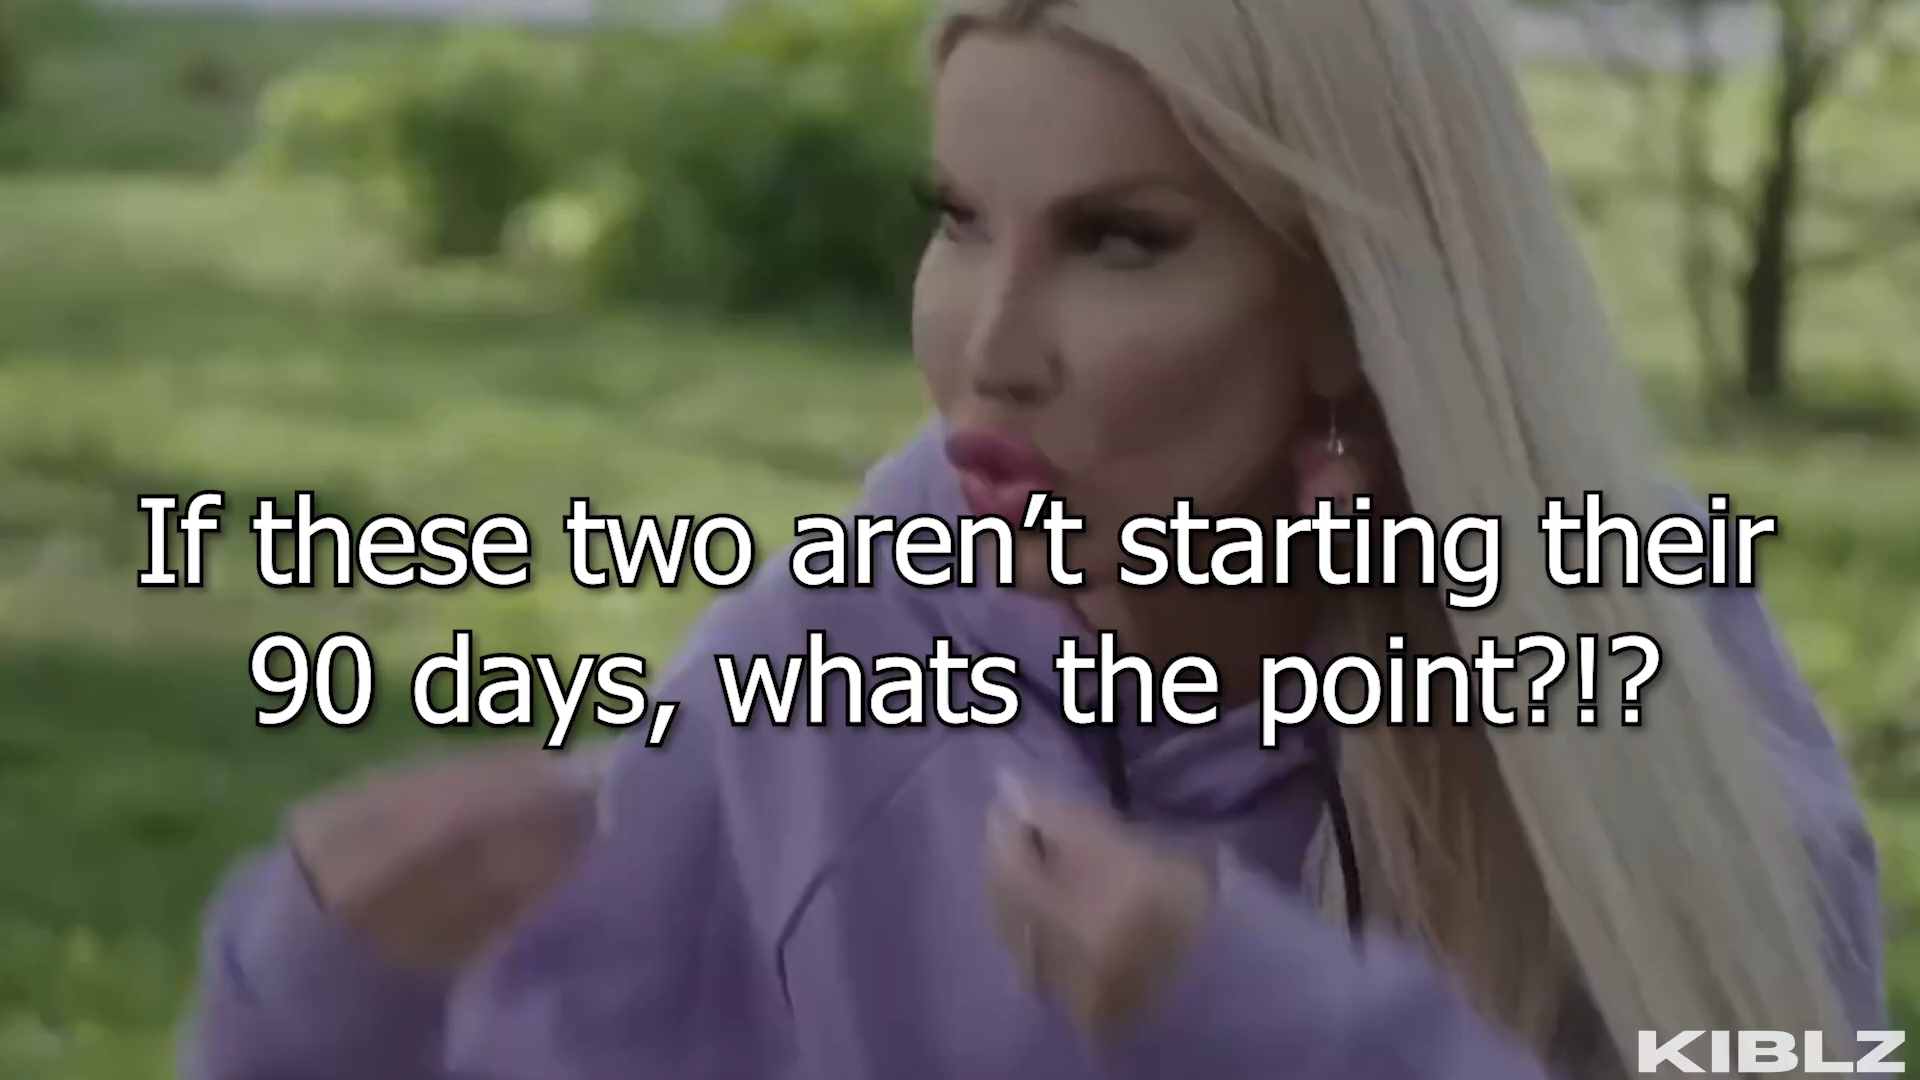 If these two aren’t starting their
90 days, whats the point?!?
KIBLZ